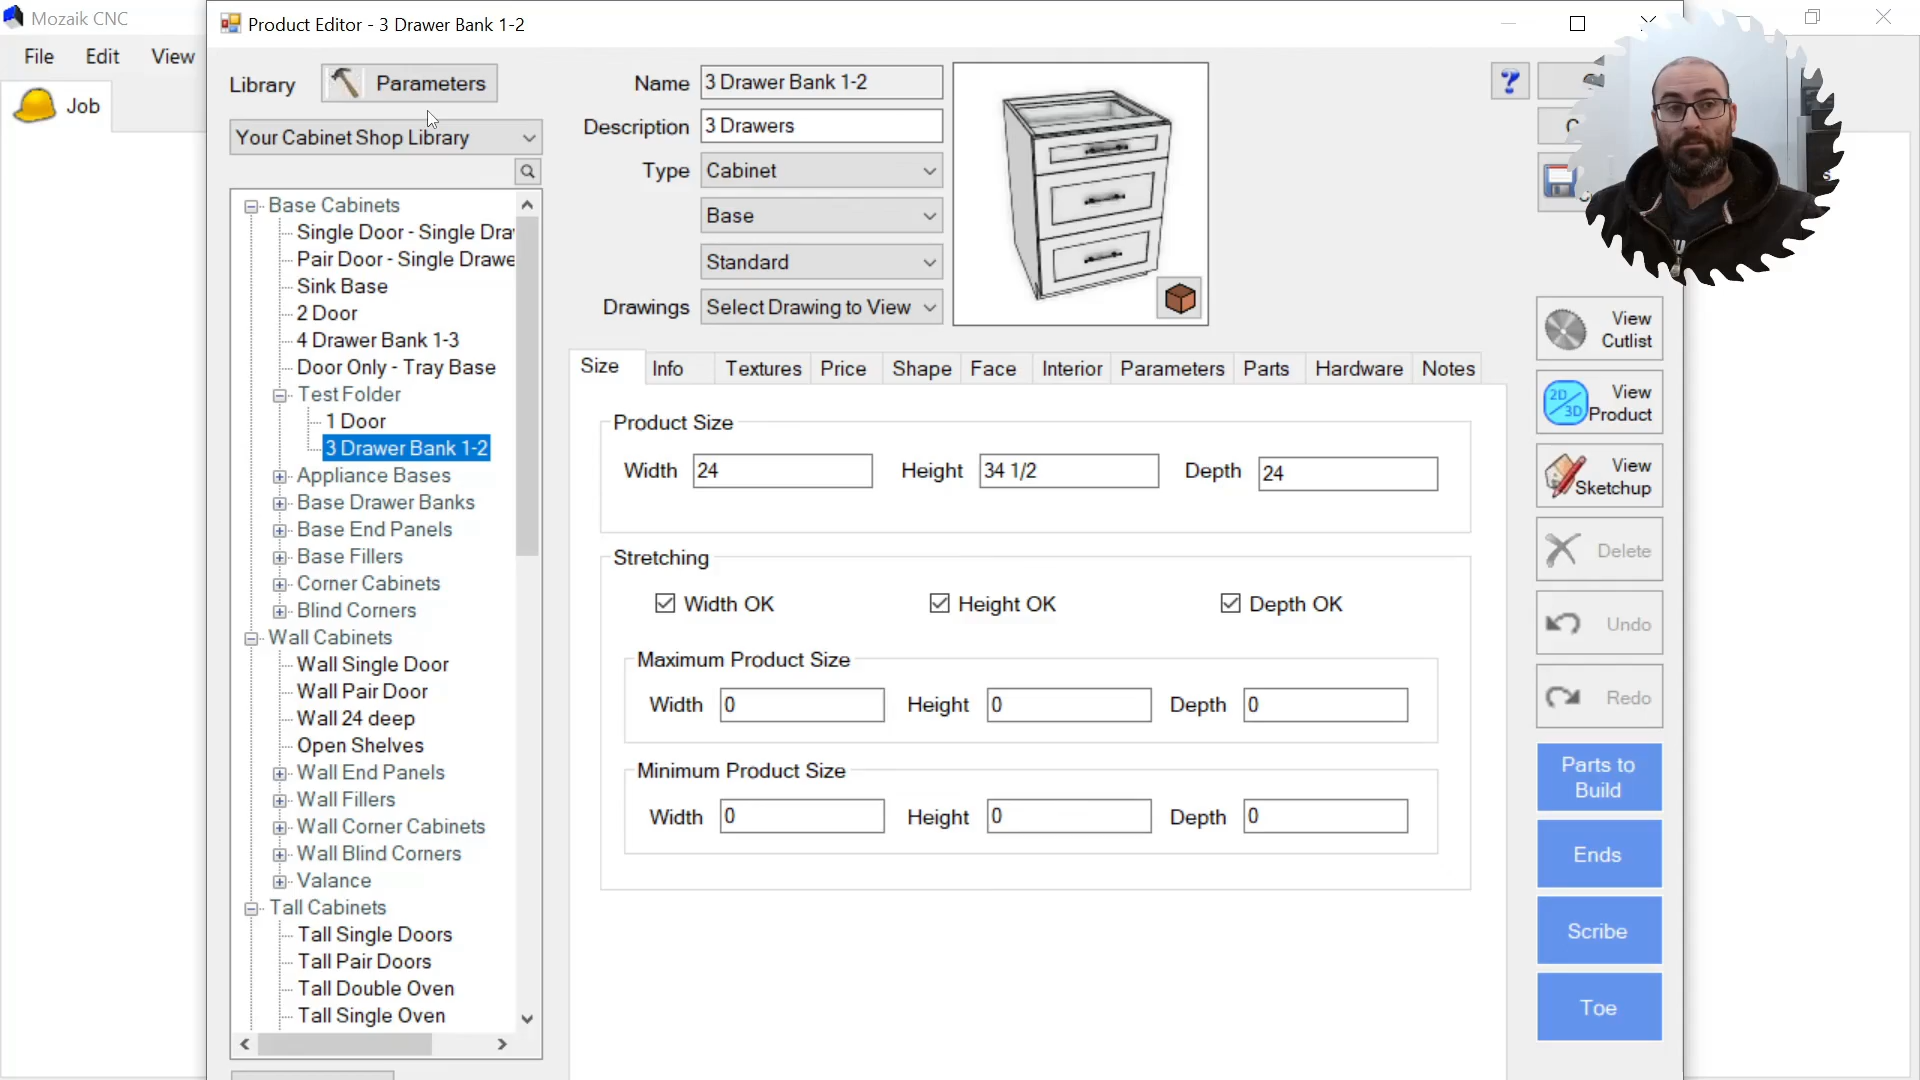 Mozaik CNC
Product Editor - 3 Drawer Bank 1-2
File Edit View
Job
Library
Parameters
Your Cabinet Shop Library
Base Cabinets
Single Door - Single Dra
Pair Door - Single Drawe
Sink Base
2 Door
4 Drawer Bank 1-3
Door Only - Tray Base
Test Folder
1 Door
3 Drawer Bank 1-2
Appliance Bases
Base Drawer Banks
Base End Panels
Base Fillers
Corner Cabinets
Blind Corners
Wall Cabinets
Wall Single Door
Wall Pair Door
Wall 24 deep
Open Shelves
Wall End Panels
Wall Fillers
Wall Corner Cabinets
Wall Blind Corners
Valance
Tall Cabinets
Tall Single Doors
Tall Pair Doors
Tall Double Oven
Tall Single Oven
Name 3 Drawer Bank 1-2
Description 3 Drawers
Type Cabinet
Base
Standard
Drawings Select Drawing to View
Size Info Textures Price Shape Face Interior Parameters Parts Hardware Notes
Product Size
Width 24 Height 34 1/2 Depth 24
Stretching
Width OK Height OK Depth OK
Maximum Product Size
Width 0 Height 0 Depth 0
Minimum Product Size
Width 0 Height 0 Depth 0
?
View
Cutlist
2D/3D View
Product
View
Sketchup
Delete
Undo
Redo
Parts to
Build
Ends
Scribe
Toe